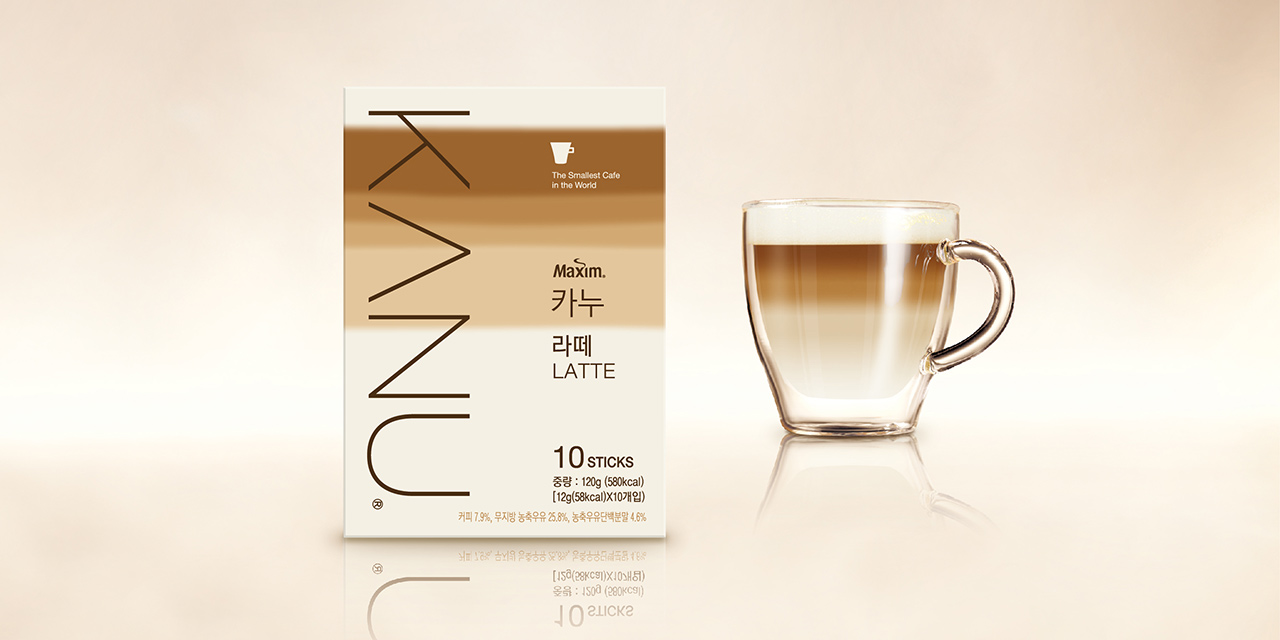 KANU®
The Smallest Cafe
in the World
Maxim®
카누
라떼
LATTE
10 STICKS
중량 : 120g (580kcal)
[12g(58kcal)X10개입]
커피 7.9%, 무지방 농축우유 25.8%, 농축우유단백분말 4.6%